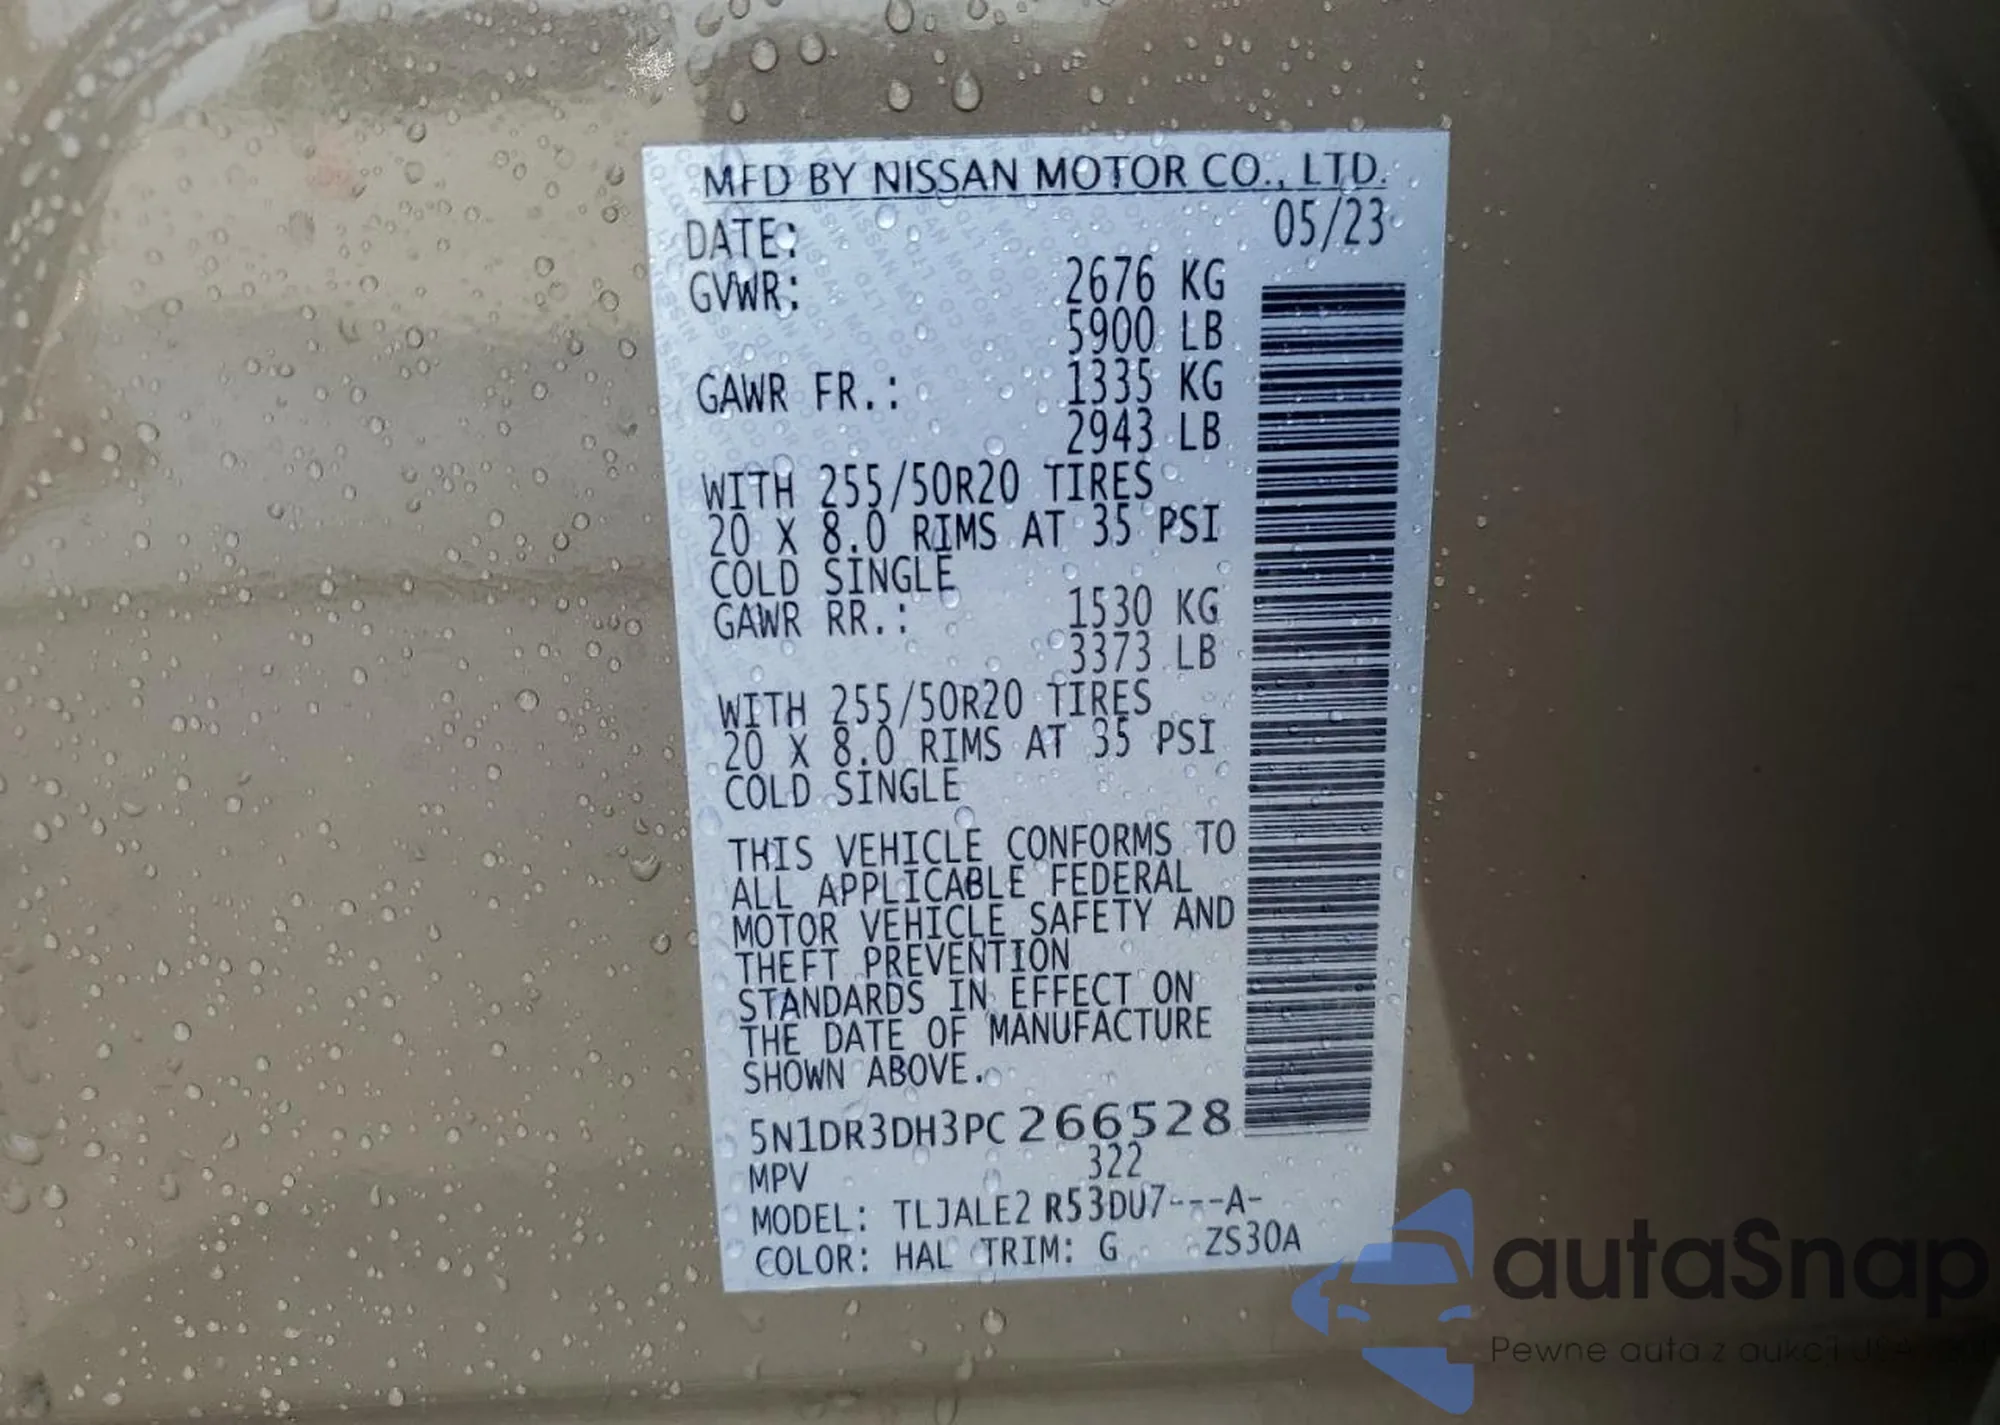 MFD BY NISSAN MOTOR CO., LTD.
DATE: 05/23
GVWR: 2676 KG
5900 LB
GAWR FR.: 1335 KG
2943 LB
WITH 255/50R20 TIRES
20 X 8.0 RIMS AT 35 PSI
COLD SINGLE
GAWR RR.: 1530 KG
3373 LB
WITH 255/50R20 TIRES
20 X 8.0 RIMS AT 35 PSI
COLD SINGLE
THIS VEHICLE CONFORMS TO
ALL APPLICABLE FEDERAL
MOTOR VEHICLE SAFETY AND
THEFT PREVENTION
STANDARDS IN EFFECT ON
THE DATE OF MANUFACTURE
SHOWN ABOVE.
5N1DR3DH3PC266528
MPV 322
MODEL: TLJALE2 R53DU7---A-
COLOR: HAL TRIM: G ZS30A
autaSnap
Pewne auta z aukcji USA